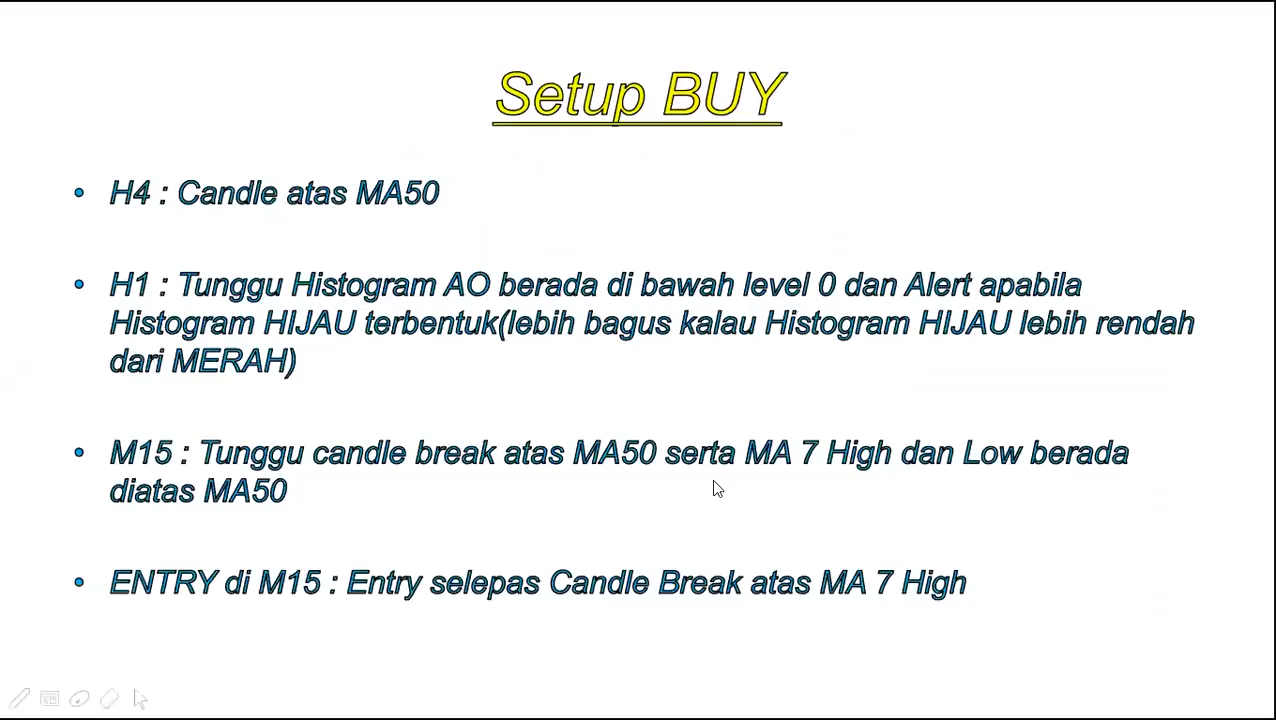 Setup BUY
• H4 : Candle atas MA50
• H1 : Tunggu Histogram AO berada di bawah level 0 dan Alert apabila
Histogram HIJAU terbentuk(lebih bagus kalau Histogram HIJAU lebih rendah
dari MERAH)
• M15 : Tunggu candle break atas MA50 serta MA 7 High dan Low berada
diatas MA50
• ENTRY di M15 : Entry selepas Candle Break atas MA 7 High